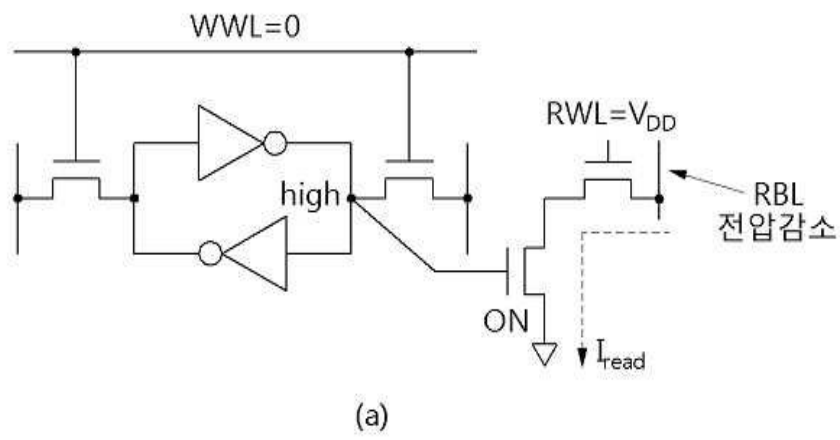 WWL=0
RWL=V_DD
high
RBL
전압감소
ON
I_read
(a)